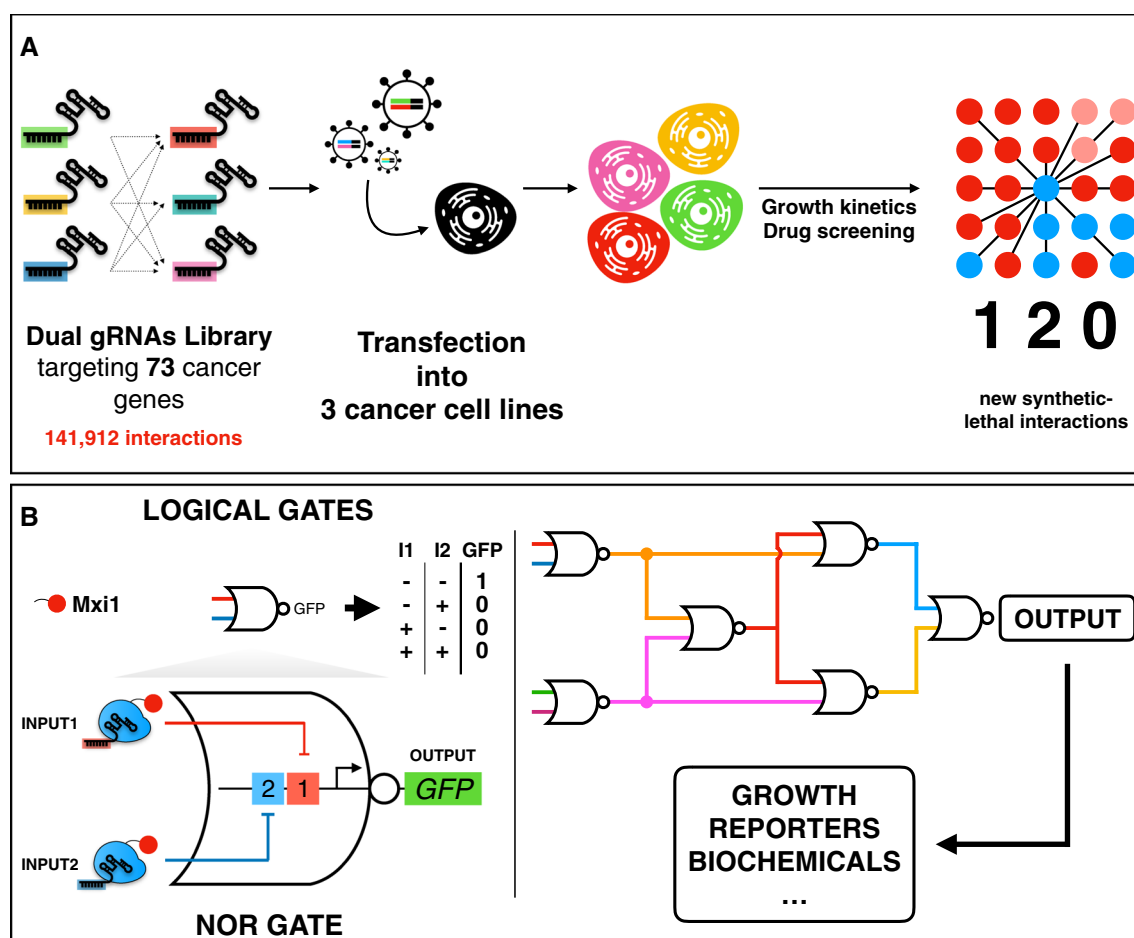 A
Dual gRNAs Library
targeting 73 cancer
genes
141,912 interactions
Transfection
into
3 cancer cell lines
Growth kinetics
Drug screening
1 2 0
new synthetic-
lethal interactions
B
LOGICAL GATES
Mxi1
GFP
I1 I2 GFP
- - 1
- + 0
+ - 0
+ + 0
INPUT1
INPUT2
2 1
OUTPUT
GFP
NOR GATE
OUTPUT
GROWTH
REPORTERS
BIOCHEMICALS
...